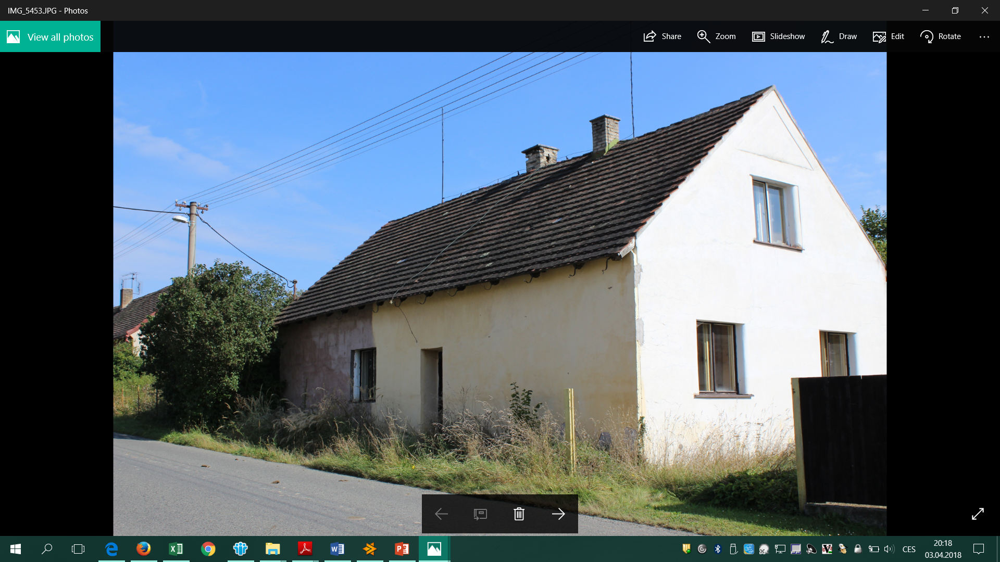 IMG_5453.JPG - Photos
View all photos
Share Zoom Slideshow Draw Edit Rotate
20:18
CES
03.04.2018